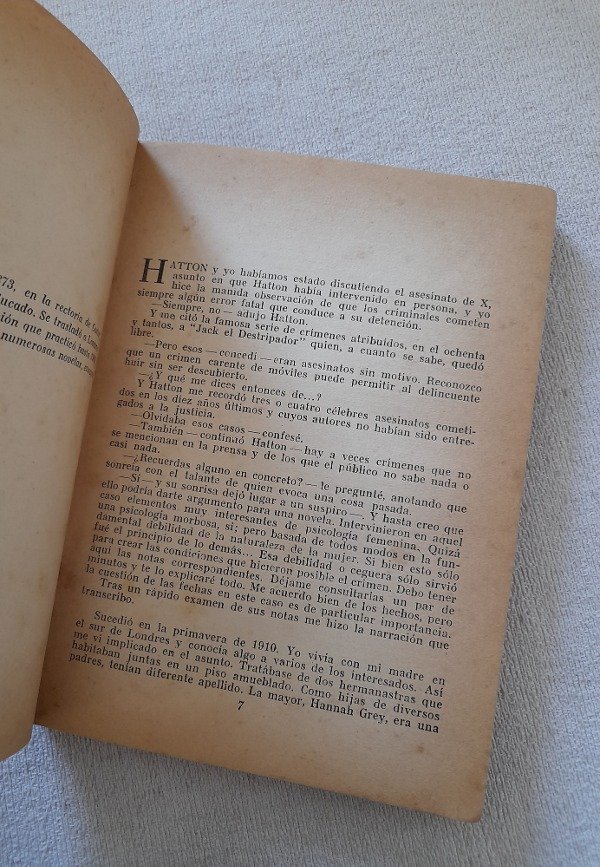 873, en la rectoría de
ducado. Se trasladó a
ción que practicó hasta
numerosas novelas,
HATTON y yo habíamos estado discutiendo el asesinato de X,
asunto en que Hatton había intervenido en persona, y yo
hice la manida observación de que los criminales cometen
siempre algún error fatal que conduce a su detención.
—Siempre, no — adujo Hatton.
Y me citó la famosa serie de crímenes atribuídos, en el ochenta
y tantos, a "Jack el Destripador" quien, a cuanto se sabe, quedó
libre.
—Pero esos — concedí — eran asesinatos sin motivo. Reconozco
que un crimen carente de móviles puede permitir al delincuente
huir sin ser descubierto.
—¿Y qué me dices entonces de...?
Y Hatton me recordó tres o cuatro célebres asesinatos cometi-
dos en los diez años últimos y cuyos autores no habían sido entre-
gados a la justicia.
—Olvidaba esos casos — confesé.
—También — continuó Hatton — hay a veces crímenes que no
se mencionan en la prensa y de los que el público no sabe nada o
casi nada.
—¿Recuerdas alguno en concreto? — le pregunté, anotando que
sonreía con el talante de quien evoca una cosa pasada.
—Sí — y su sonrisa dejó lugar a un suspiro — Y hasta creo que
ello podría darte argumento para una novela. Intervinieron en aquel
caso elementos muy interesantes de psicología femenina. Quizá
una psicología morbosa, sí; pero basada de todos modos en la fun-
damental debilidad de la naturaleza de la mujer. Si bien esto sólo
fué el principio de lo demás... Esa debilidad o ceguera sólo sirvió
para crear las condiciones que hicieron posible el crimen. Debo tener
aquí las notas correspondientes. Déjame consultarlas un par de
minutos y te lo explicaré todo. Me acuerdo bien de los hechos, pero
la cuestión de las fechas en este caso es de particular importancia.
Tras un rápido examen de sus notas me hizo la narración que
transcribo.
Sucedió en la primavera de 1910. Yo vivía con mi madre en
el sur de Londres y conocía algo a varios de los interesados. Así
me ví implicado en el asunto. Tratábase de dos hermanastras que
habitaban juntas en un piso amueblado. Como hijas de diversos
padres, tenían diferente apellido. La mayor, Hannah Grey, era una
7